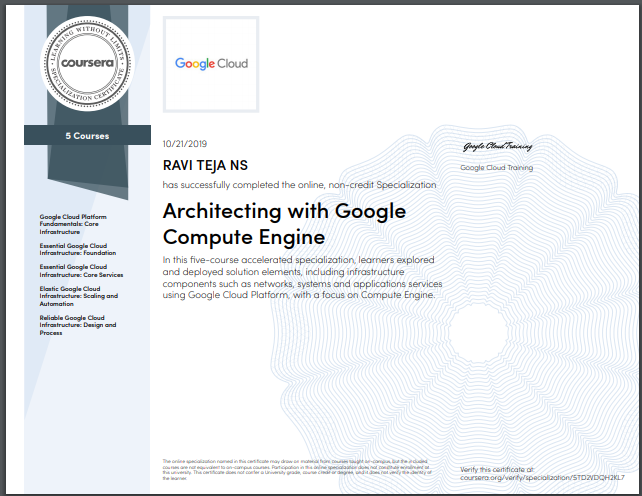 LEARNING WITHOUT LIMITS
coursera
SPECIALIZATION CERTIFICATE
Google Cloud
5 Courses
Google Cloud Platform
Fundamentals: Core
Infrastructure
Essential Google Cloud
Infrastructure: Foundation
Essential Google Cloud
Infrastructure: Core Services
Elastic Google Cloud
Infrastructure: Scaling and
Automation
Reliable Google Cloud
Infrastructure: Design and
Process
10/21/2019
RAVI TEJA NS
has successfully completed the online, non-credit Specialization
Architecting with Google
Compute Engine
In this five-course accelerated specialization, learners explored
and deployed solution elements, including infrastructure
components such as networks, systems and applications services
using Google Cloud Platform, with a focus on Compute Engine.
Google Cloud Training
Google Cloud Training
The online specialization named in this certificate may draw on material from courses taught on-campus, but the included
courses are not equivalent to on-campus courses. Participation in this online specialization does not constitute enrollment at
this university. This certificate does not confer a University grade, course credit or degree, and it does not verify the identity of
the learner.
Verify this certificate at:
coursera.org/verify/specialization/STD2VDQH2KL7